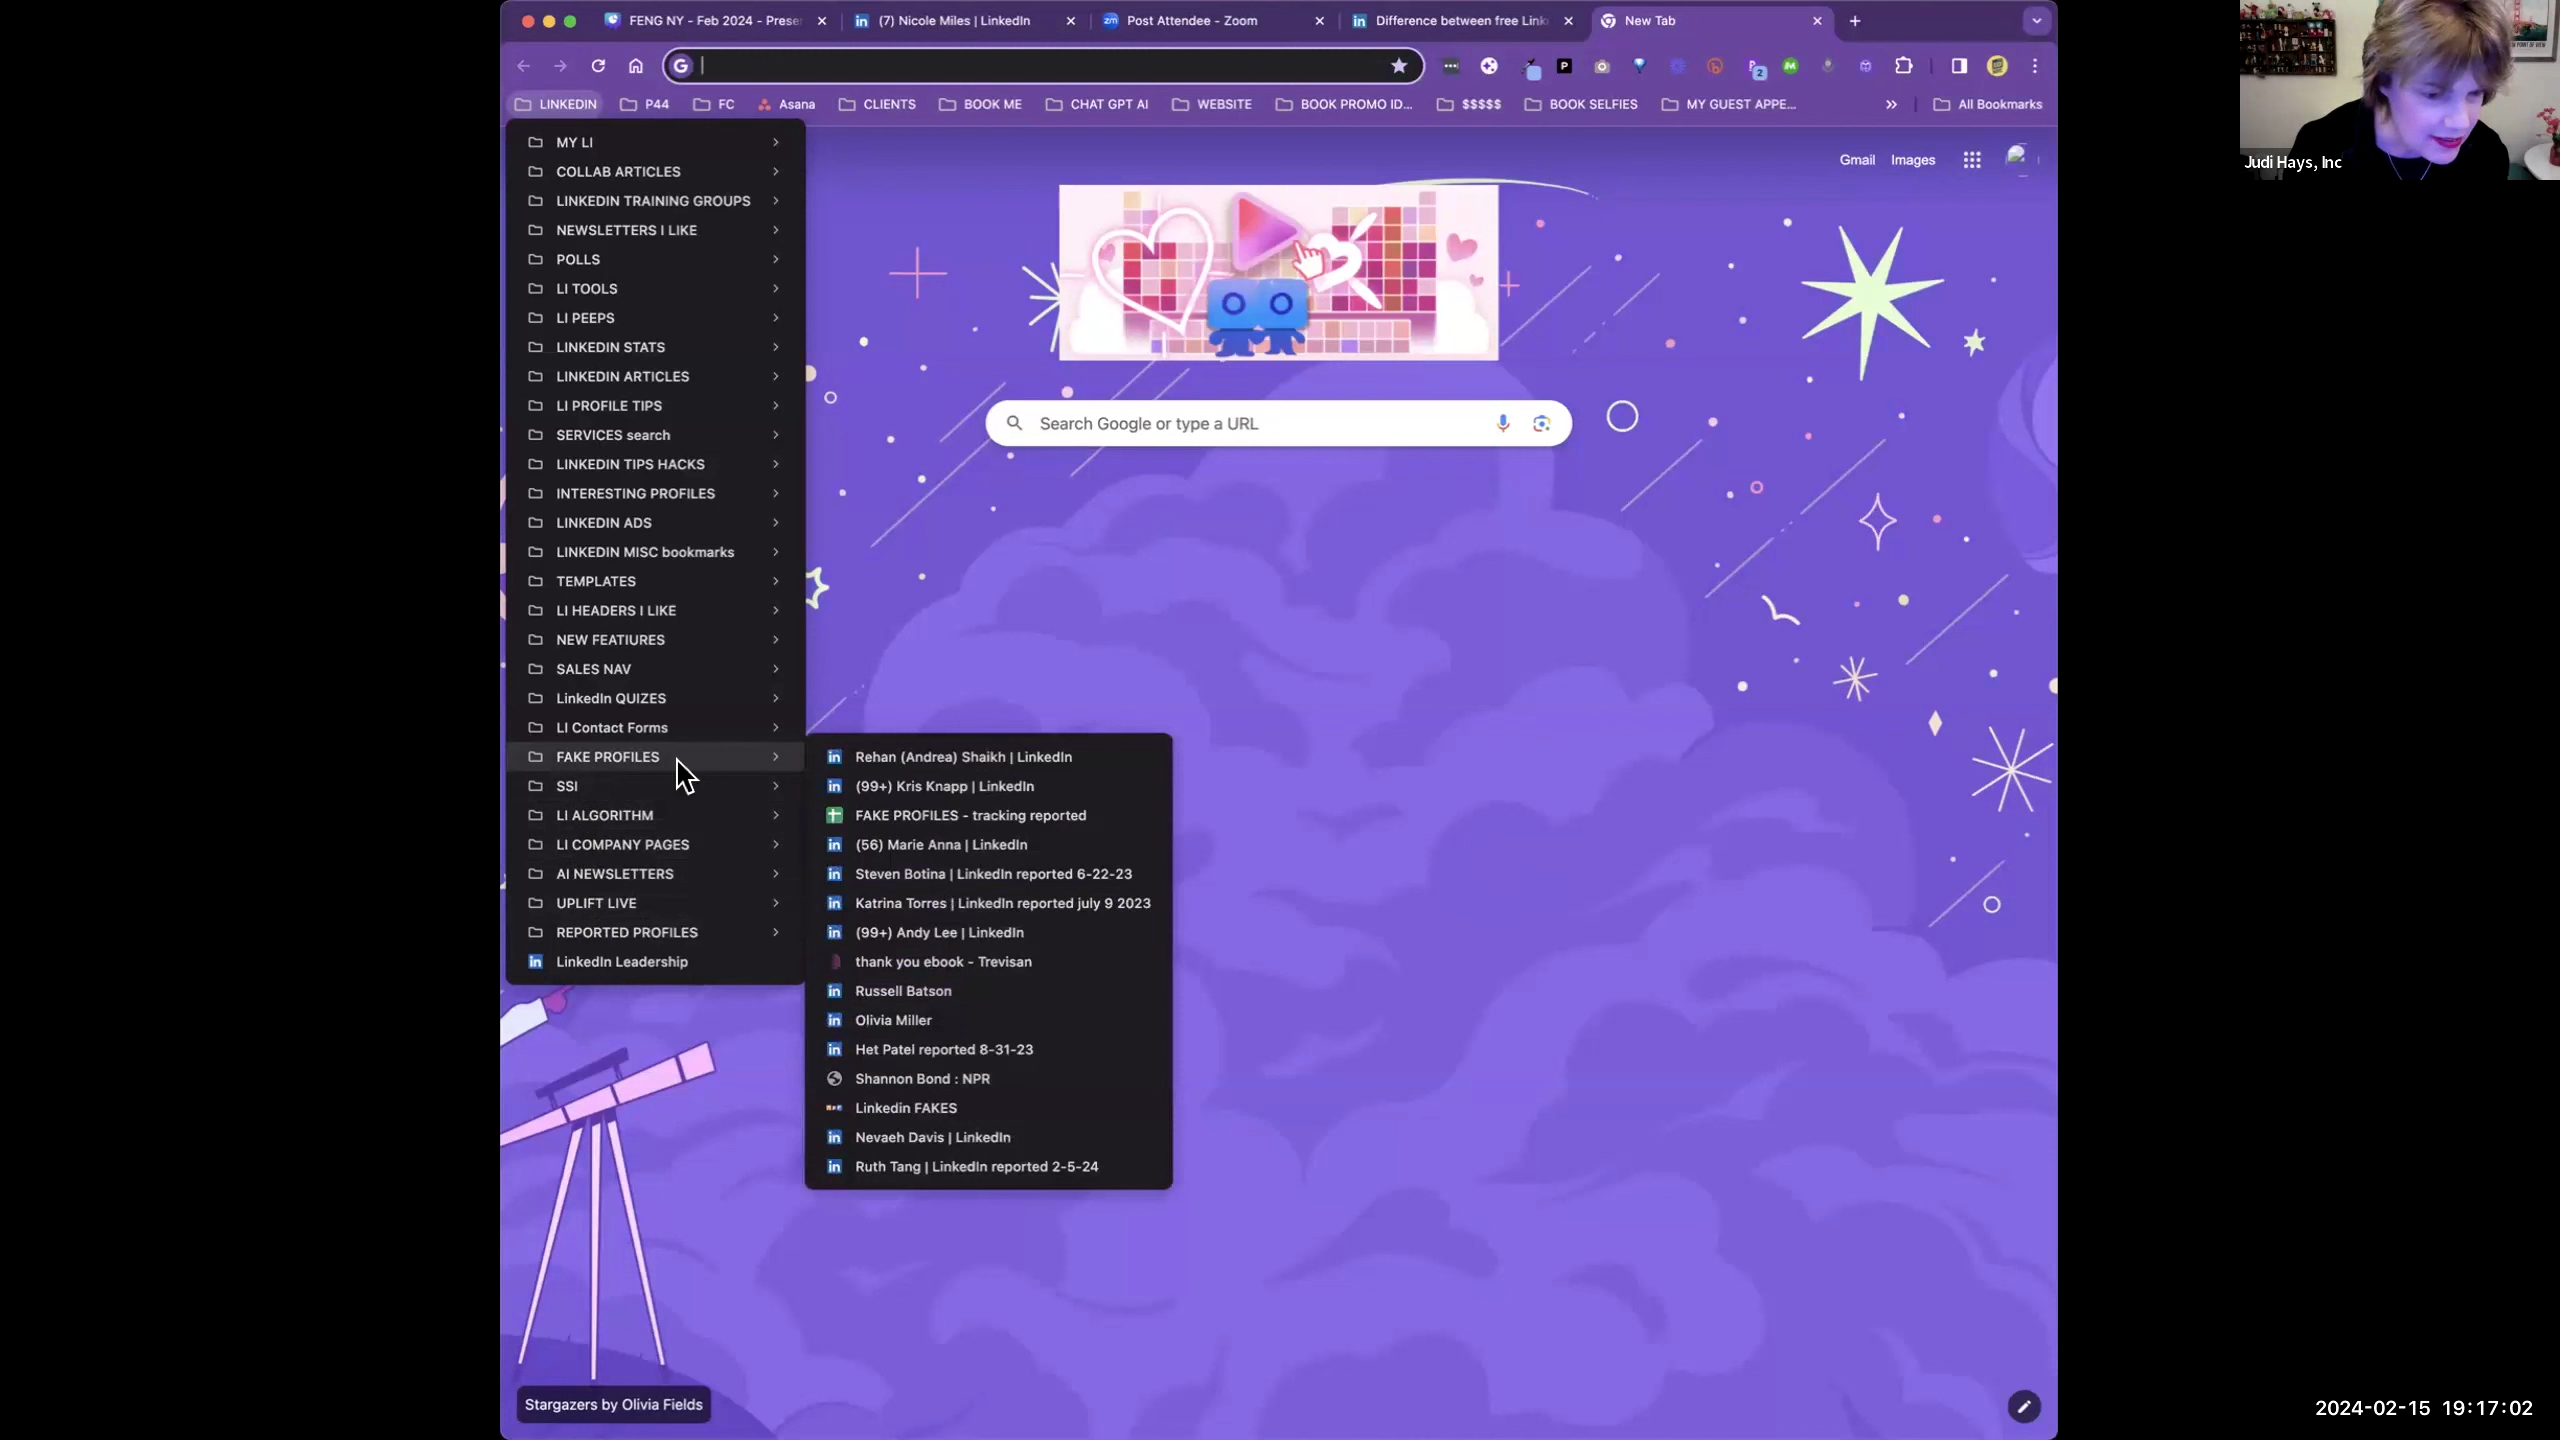 FENG NY - Feb 2024 - Prese
(7) Nicole Miles | LinkedIn
Post Attendee - Zoom
Difference between free Link
New Tab
LINKEDIN
P44
FC
Asana
CLIENTS
BOOK ME
CHAT GPT AI
WEBSITE
BOOK PROMO ID...
$$$$$
BOOK SELFIES
MY GUEST APPE...
All Bookmarks
Gmail
Images
Search Google or type a URL
MY LI
COLLAB ARTICLES
LINKEDIN TRAINING GROUPS
NEWSLETTERS I LIKE
POLLS
LI TOOLS
LI PEEPS
LINKEDIN STATS
LINKEDIN ARTICLES
LI PROFILE TIPS
SERVICES search
LINKEDIN TIPS HACKS
INTERESTING PROFILES
LINKEDIN ADS
LINKEDIN MISC bookmarks
TEMPLATES
LI HEADERS I LIKE
NEW FEATIURES
SALES NAV
LinkedIn QUIZES
LI Contact Forms
FAKE PROFILES
SSI
LI ALGORITHM
LI COMPANY PAGES
AI NEWSLETTERS
UPLIFT LIVE
REPORTED PROFILES
LinkedIn Leadership
Rehan (Andrea) Shaikh | LinkedIn
(99+) Kris Knapp | LinkedIn
FAKE PROFILES - tracking reported
(56) Marie Anna | LinkedIn
Steven Botina | LinkedIn reported 6-22-23
Katrina Torres | LinkedIn reported july 9 2023
(99+) Andy Lee | LinkedIn
thank you ebook - Trevisan
Russell Batson
Olivia Miller
Het Patel reported 8-31-23
Shannon Bond : NPR
Linkedin FAKES
Nevaeh Davis | LinkedIn
Ruth Tang | LinkedIn reported 2-5-24
Stargazers by Olivia Fields
Judi Hays, Inc
2024-02-15 19:17:02